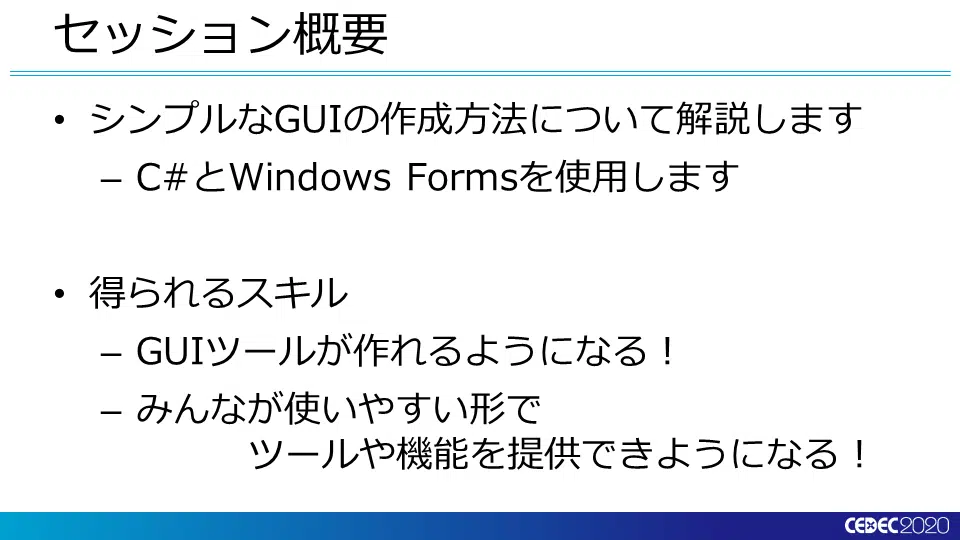 セッション概要
• シンプルなGUIの作成方法について解説します
– C#とWindows Formsを使用します
• 得られるスキル
– GUIツールが作れるようになる！
– みんなが使いやすい形で
ツールや機能を提供できようになる！
CEDEC2020